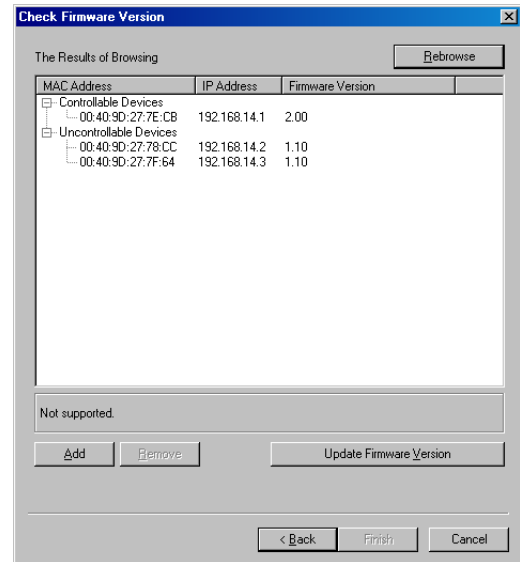 Check Firmware Version
The Results of Browsing Rebrowse
MAC Address IP Address Firmware Version
Controllable Devices
00:40:9D:27:7E:CB 192.168.14.1 2.00
Uncontrollable Devices
00:40:9D:27:78:CC 192.168.14.2 1.10
00:40:9D:27:7F:64 192.168.14.3 1.10
Not supported.
Add Remove Update Firmware Version
< Back Finish Cancel